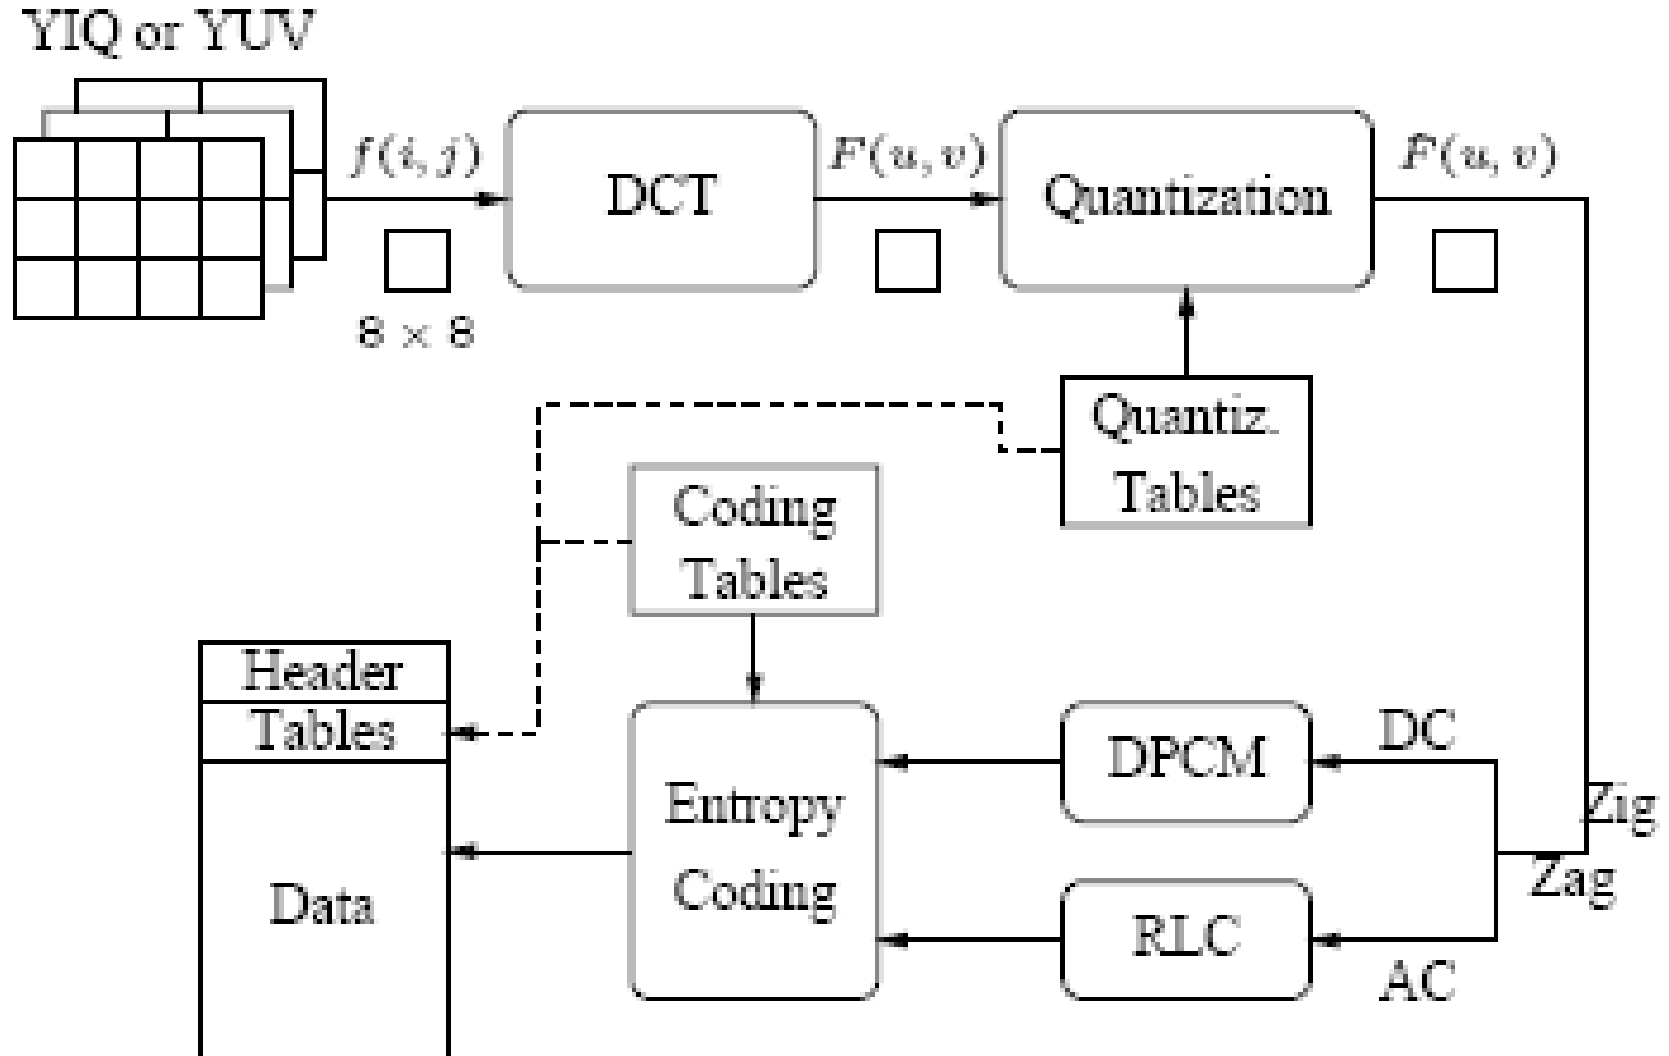 YIQ or YUV
f(i, j)
DCT
F(u, v)
Quantization
F̂(u, v)
8 × 8
Quantiz.
Tables
Coding
Tables
Header
Tables
Data
Entropy
Coding
DPCM
DC
Zig
Zag
RLC
AC